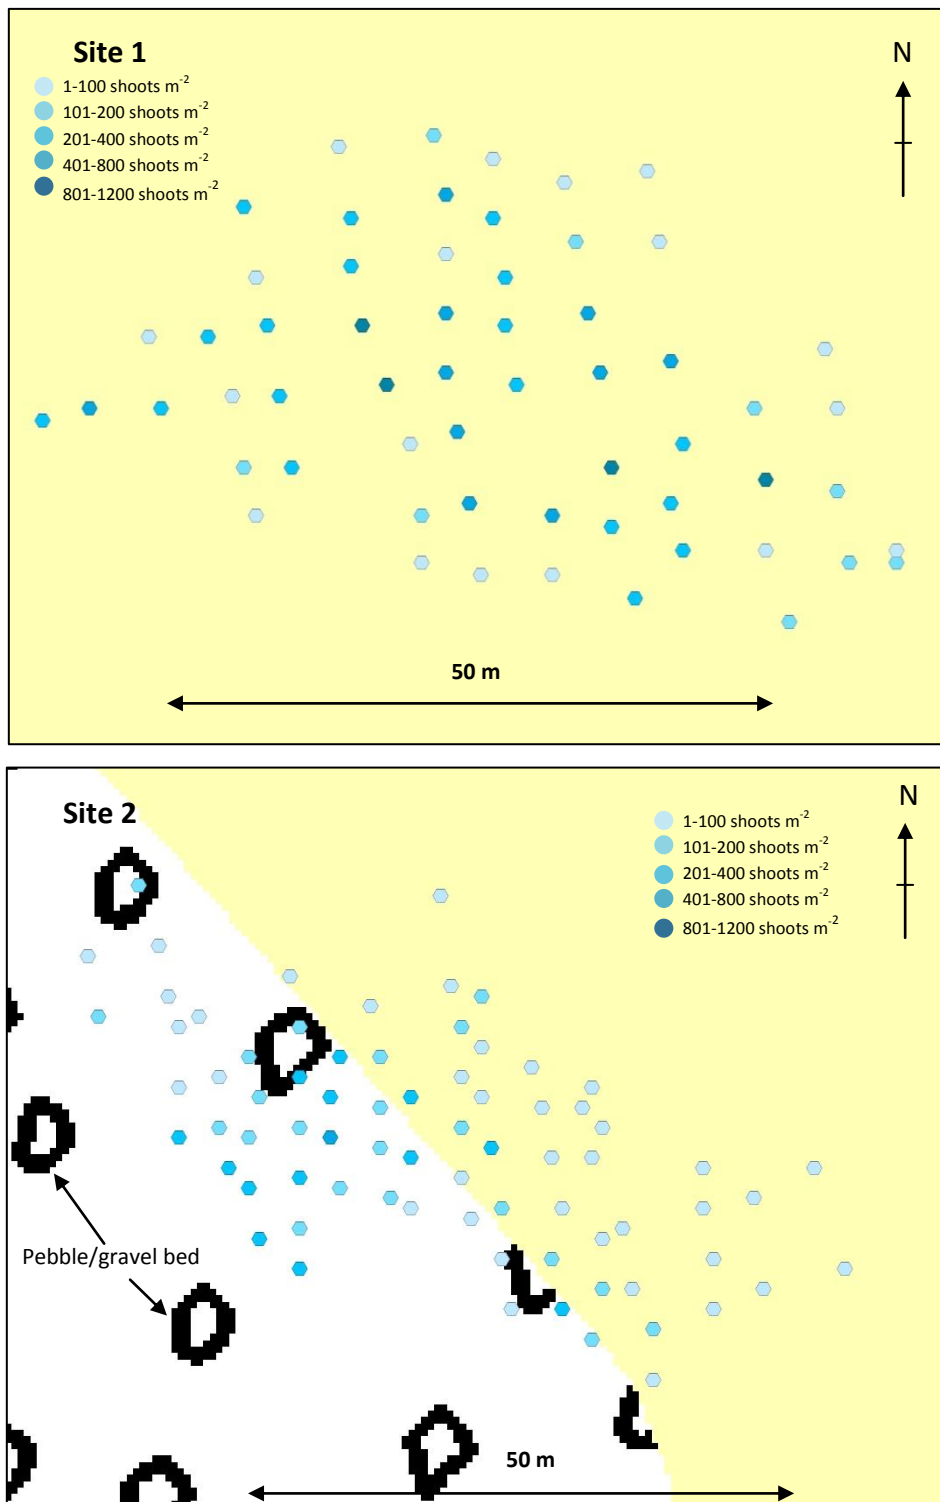 Site 1
N
1-100 shoots m⁻²
101-200 shoots m⁻²
201-400 shoots m⁻²
401-800 shoots m⁻²
801-1200 shoots m⁻²
50 m
Site 2
N
1-100 shoots m⁻²
101-200 shoots m⁻²
201-400 shoots m⁻²
401-800 shoots m⁻²
801-1200 shoots m⁻²
Pebble/gravel bed
50 m